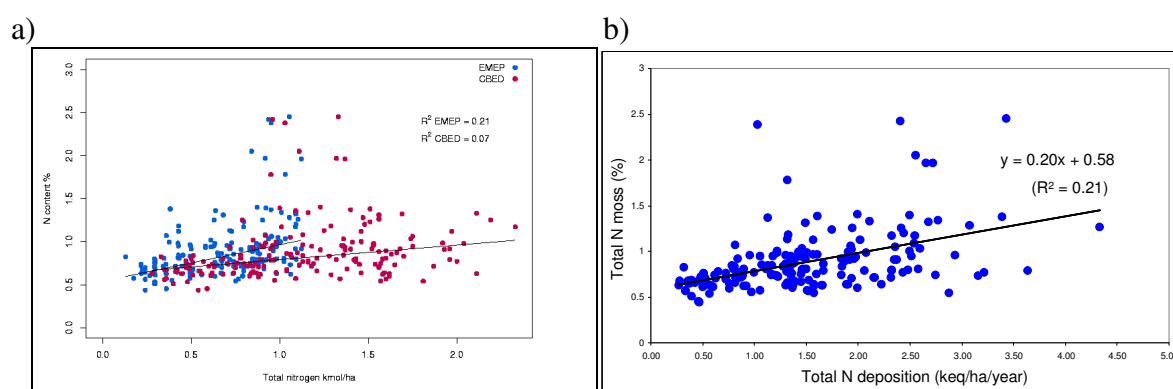 a)
b)
EMEP
CBED
R² EMEP = 0.21
R² CBED = 0.07
3.0
2.5
2.0
1.5
1.0
0.5
0.0
N content %
0.0 0.5 1.0 1.5 2.0
Total nitrogen kmol/ha
3
2.5
2
1.5
1
0.5
0
Total N moss (%)
y = 0.20x + 0.58
(R² = 0.21)
0.00 0.50 1.00 1.50 2.00 2.50 3.00 3.50 4.00 4.50 5.0
Total N deposition (keq/ha/year)